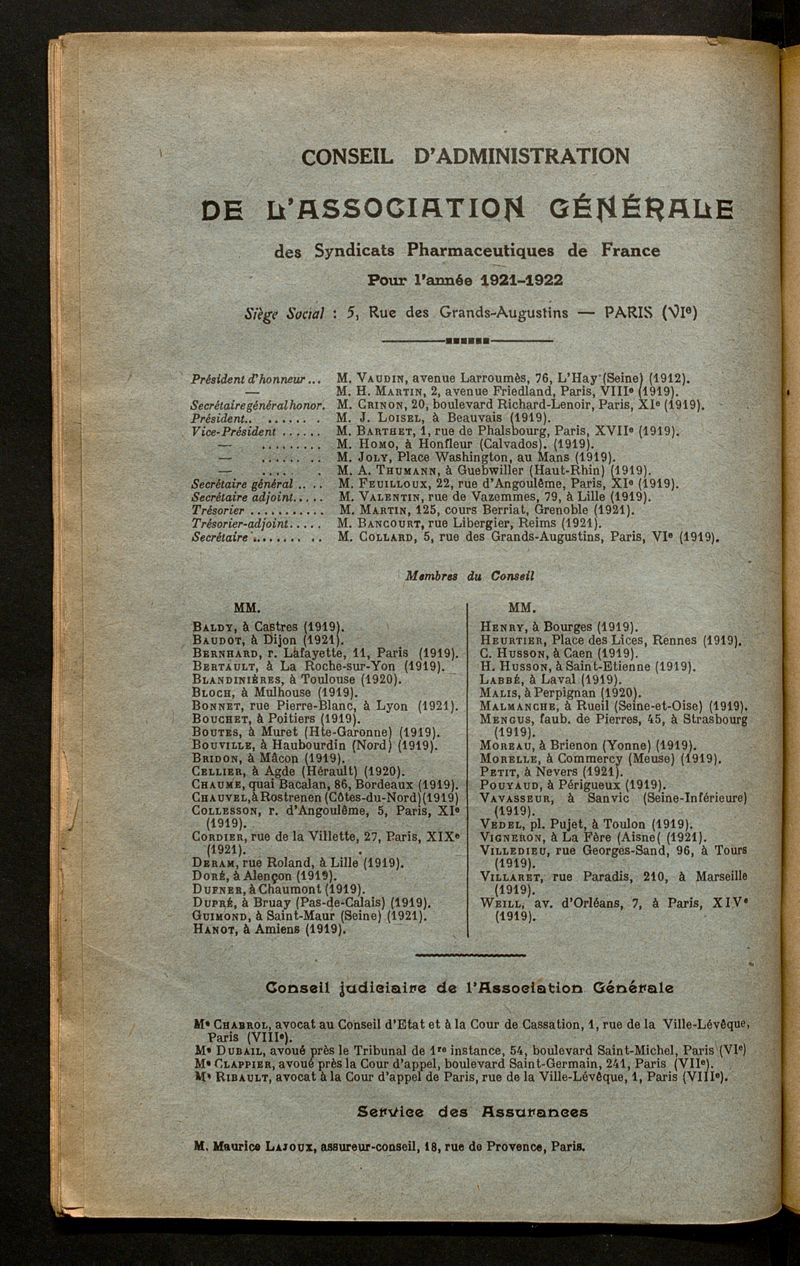 CONSEIL D'ADMINISTRATION
DE L'ASSOCIATION GÉNÉRALE
des Syndicats Pharmaceutiques de France
Pour l'année 1921-1922
Siège Social : 5, Rue des Grands-Augustins — PARIS (VIe)
Président d'honneur ... M. VAUDIN, avenue Larroumès, 76, L'Hay (Seine) (1912).
— M. H. MARTIN, 2, avenue Friedland, Paris, VIIIe (1919).
Secrétaire général honor. M. CRINON, 20, boulevard Richard-Lenoir, Paris, XIe (1919).
Président.. ........ M. J. LOISEL, à Beauvais (1919).
Vice-Président ...... M. BARTHET, 1, rue de Phalsbourg, Paris, XVIIe (1919).
— ......... M. HOMO, à Honfleur (Calvados). (1919).
— ......... M. JOLY, Place Washington, au Mans (1919).
— ..... . M. A. THUMANN, à Guebwiller (Haut-Rhin) (1919).
Secrétaire général .. .. M. FEUILLOUX, 22, rue d'Angoulême, Paris, XIe (1919).
Secrétaire adjoint..... M. VALENTIN, rue de Vazemmes, 79, à Lille (1919).
Trésorier ........... M. MARTIN, 125, cours Berriat, Grenoble (1921).
Trésorier-adjoint..... M. BANCOURT, rue Libergier, Reims (1921).
Secrétaire ........ .. M. COLLARD, 5, rue des Grands-Augustins, Paris, VIe (1919).
Membres du Conseil
MM.
BALDY, à Castres (1919).
BAUDOT, à Dijon (1921).
BERNHARD, r. Lafayette, 11, Paris (1919).
BERTAULT, à La Roche-sur-Yon (1919).
BLANDINIÈRES, à Toulouse (1920).
BLOCH, à Mulhouse (1919).
BONNET, rue Pierre-Blanc, à Lyon (1921).
BOUCHET, à Poitiers (1919).
BOUTES, à Muret (Hte-Garonne) (1919).
BOUVILLE, à Haubourdin (Nord) (1919).
BRIDON, à Mâcon (1919).
CELLIER, à Agde (Hérault) (1920).
CHAUME, quai Bacalan, 86, Bordeaux (1919).
CHAUVEL, à Rostrenen (Côtes-du-Nord) (1919)
COLLESSON, r. d'Angoulême, 5, Paris, XIe
(1919).
CORDIER, rue de la Villette, 27, Paris, XIXe
(1921).
DERAM, rue Roland, à Lille (1919).
DORÉ, à Alençon (1919).
DUFNER, à Chaumont (1919).
DUPRÉ, à Bruay (Pas-de-Calais) (1919).
GUIMOND, à Saint-Maur (Seine) (1921).
HANOT, à Amiens (1919).
MM.
HENRY, à Bourges (1919).
HEURTIER, Place des Lices, Rennes (1919).
C. HUSSON, à Caen (1919).
H. HUSSON, à Saint-Etienne (1919).
LABBÉ, à Laval (1919).
MALIS, à Perpignan (1920).
MALMANCHE, à Rueil (Seine-et-Oise) (1919).
MENGUS, faub. de Pierres, 45, à Strasbourg
(1919).
MOREAU, à Brienon (Yonne) (1919).
MORELLE, à Commercy (Meuse) (1919).
PETIT, à Nevers (1921).
POUYAUD, à Périgueux (1919).
VAVASSEUR, à Sanvic (Seine-Inférieure)
(1919).
VEDEL, pl. Pujet, à Toulon (1919).
VIGNERON, à La Fère (Aisne( (1921).
VILLEDIEU, rue Georges-Sand, 96, à Tours
(1919).
VILLARET, rue Paradis, 210, à Marseille
(1919).
WEILL, av. d'Orléans, 7, à Paris, XIVe
(1919).
Conseil judiciaire de l'Association Générale
Me CHABROL, avocat au Conseil d'Etat et à la Cour de Cassation, 1, rue de la Ville-Lévêque,
Paris (VIIIe).
Me DUBAIL, avoué près le Tribunal de 1re instance, 54, boulevard Saint-Michel, Paris (VIe)
Me CLAPPIER, avoué près la Cour d'appel, boulevard Saint-Germain, 241, Paris (VIIe).
Me RIBAULT, avocat à la Cour d'appel de Paris, rue de la Ville-Lévêque, 1, Paris (VIIIe).
Service des Assurances
M. Maurice LAJOUX, assureur-conseil, 18, rue de Provence, Paris.